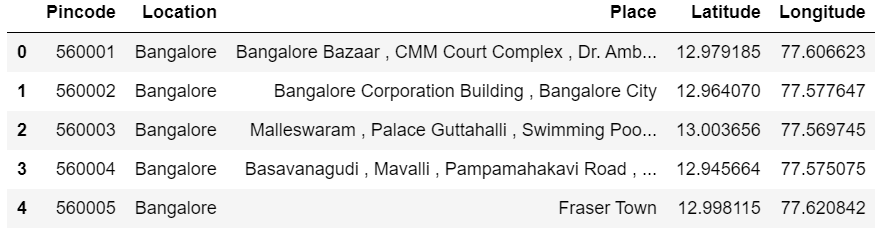 Pincode Location Place Latitude Longitude
0 560001 Bangalore Bangalore Bazaar , CMM Court Complex , Dr. Amb... 12.979185 77.606623
1 560002 Bangalore Bangalore Corporation Building , Bangalore City 12.964070 77.577647
2 560003 Bangalore Malleswaram , Palace Guttahalli , Swimming Poo... 13.003656 77.569745
3 560004 Bangalore Basavanagudi , Mavalli , Pampamahakavi Road , ... 12.945664 77.575075
4 560005 Bangalore Fraser Town 12.998115 77.620842